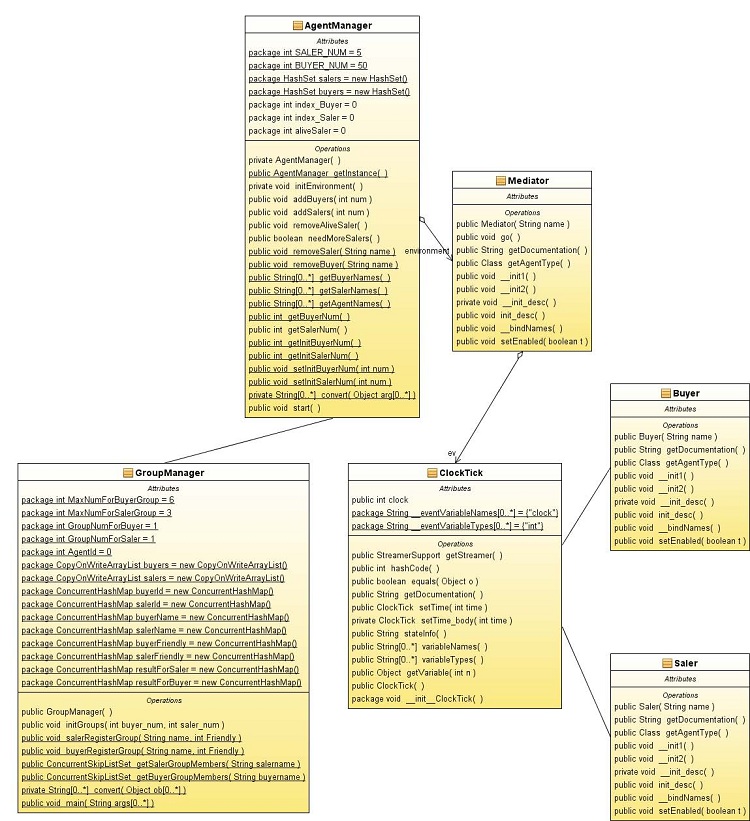 AgentManager
Attributes
package int SALER_NUM = 5
package int BUYER_NUM = 50
package HashSet salers = new HashSet()
package HashSet buyers = new HashSet()
package int index_Buyer = 0
package int index_Saler = 0
package int aliveSaler = 0
Operations
private AgentManager( )
public AgentManager getInstance( )
private void initEnvironment( )
public void addBuyers( int num )
public void addSalers( int num )
public void removeAliveSaler( )
public boolean needMoreSalers( )
public void removeSaler( String name )
public void removeBuyer( String name )
public String[0..*] getBuyerNames( )
public String[0..*] getSalerNames( )
public String[0..*] getAgentNames( )
public int getBuyerNum( )
public int getSalerNum( )
public int getInitBuyerNum( )
public int getInitSalerNum( )
public void setInitBuyerNum( int num )
public void setInitSalerNum( int num )
private String[0..*] convert( Object arg[0..*] )
public void start( )
environment
Mediator
Attributes
Operations
public Mediator( String name )
public void go( )
public String getDocumentation( )
public Class getAgentType( )
public void __init1( )
public void __init2( )
private void __init_desc( )
public void init_desc( )
public void __bindNames( )
public void setEnabled( boolean t )
ev
GroupManager
Attributes
package int MaxNumForBuyerGroup = 6
package int MaxNumForSalerGroup = 3
package int GroupNumForBuyer = 1
package int GroupNumForSaler = 1
package int AgentId = 0
package CopyOnWriteArrayList buyers = new CopyOnWriteArrayList()
package CopyOnWriteArrayList salers = new CopyOnWriteArrayList()
package ConcurrentHashMap buyerId = new ConcurrentHashMap()
package ConcurrentHashMap salerId = new ConcurrentHashMap()
package ConcurrentHashMap buyerName = new ConcurrentHashMap()
package ConcurrentHashMap salerName = new ConcurrentHashMap()
package ConcurrentHashMap buyerFriendly = new ConcurrentHashMap()
package ConcurrentHashMap salerFriendly = new ConcurrentHashMap()
package ConcurrentHashMap resultForSaler = new ConcurrentHashMap()
package ConcurrentHashMap resultForBuyer = new ConcurrentHashMap()
Operations
public GroupManager( )
public void initGroups( int buyer_num, int saler_num )
public void salerRegisterGroup( String name, int Friendly )
public void buyerRegisterGroup( String name, int Friendly )
public ConcurrentSkipListSet getSalerGroupMembers( String salername )
public ConcurrentSkipListSet getBuyerGroupMembers( String buyername )
private String[0..*] convert( Object ob[0..*] )
public void main( String args[0..*] )
ClockTick
Attributes
public int clock
package String __eventVariableNames[0..*] = {"clock"}
package String __eventVariableTypes[0..*] = {"int"}
Operations
public StreamerSupport getStreamer( )
public int hashCode( )
public boolean equals( Object o )
public String getDocumentation( )
public ClockTick setTime( int time )
private ClockTick setTime_body( int time )
public String stateInfo( )
public String[0..*] variableNames( )
public String[0..*] variableTypes( )
public Object getVariable( int n )
public ClockTick( )
package void __init__ClockTick( )
Buyer
Attributes
Operations
public Buyer( String name )
public String getDocumentation( )
public Class getAgentType( )
public void __init1( )
public void __init2( )
private void __init_desc( )
public void init_desc( )
public void __bindNames( )
public void setEnabled( boolean t )
Saler
Attributes
Operations
public Saler( String name )
public String getDocumentation( )
public Class getAgentType( )
public void __init1( )
public void __init2( )
private void __init_desc( )
public void init_desc( )
public void __bindNames( )
public void setEnabled( boolean t )